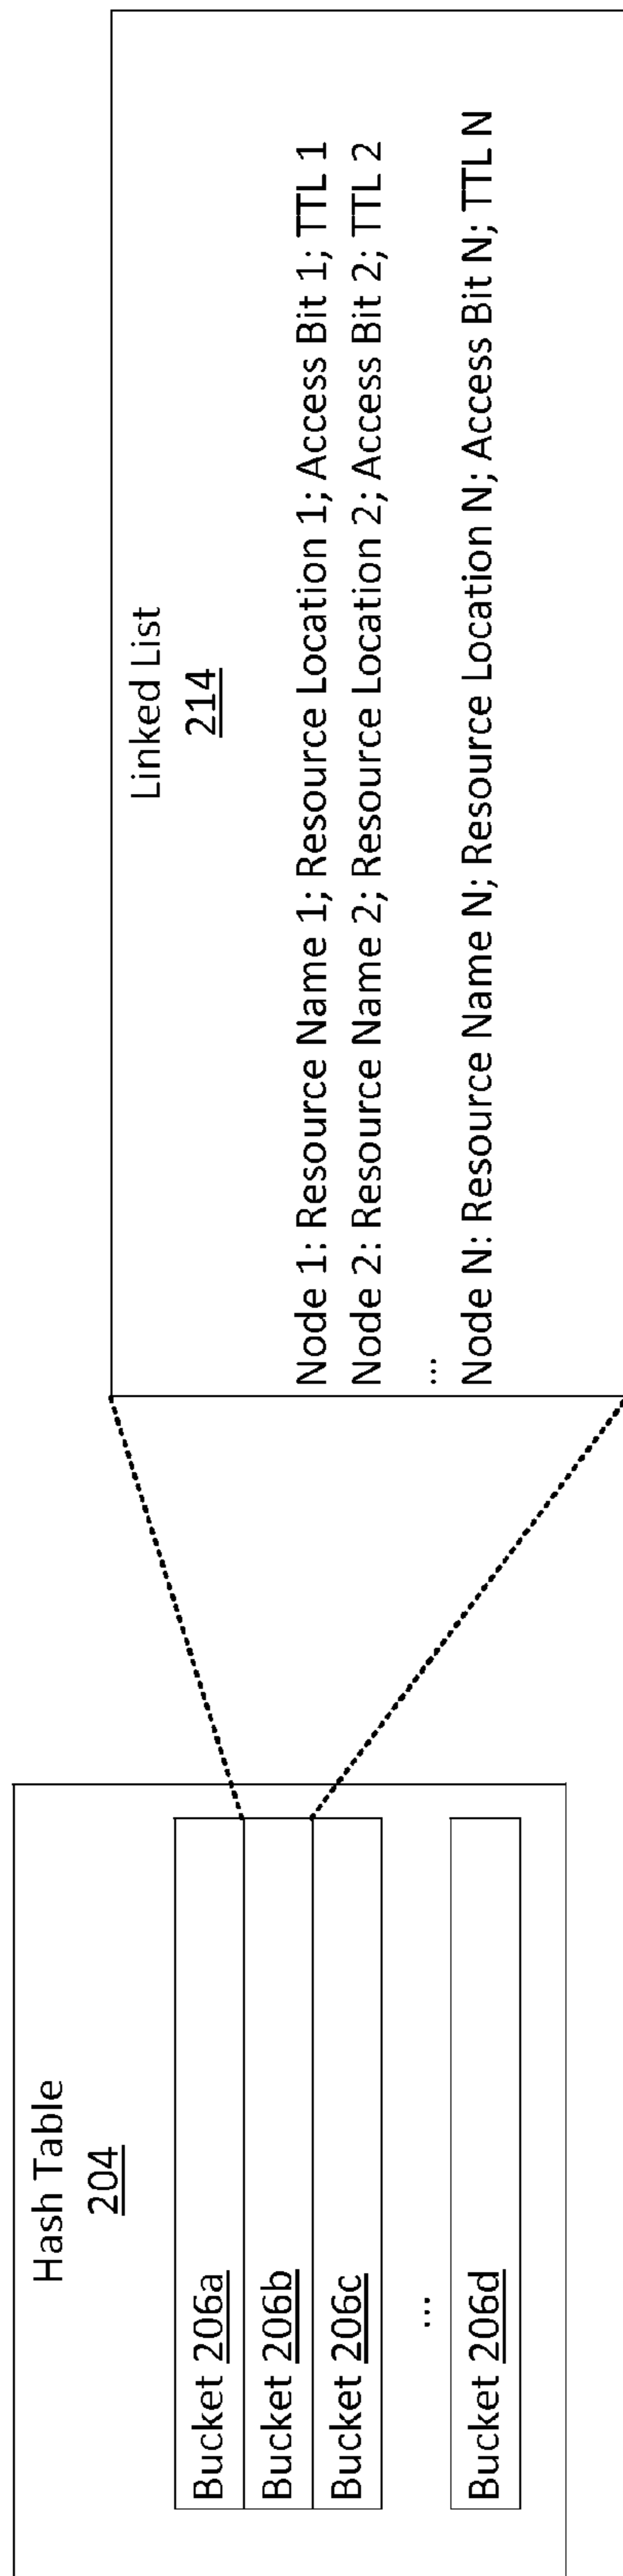 Hash Table
204
Bucket 206a
Bucket 206b
Bucket 206c
...
Bucket 206d
Linked List
214
Node 1: Resource Name 1; Resource Location 1; Access Bit 1; TTL 1
Node 2: Resource Name 2; Resource Location 2; Access Bit 2; TTL 2
...
Node N: Resource Name N; Resource Location N; Access Bit N; TTL N